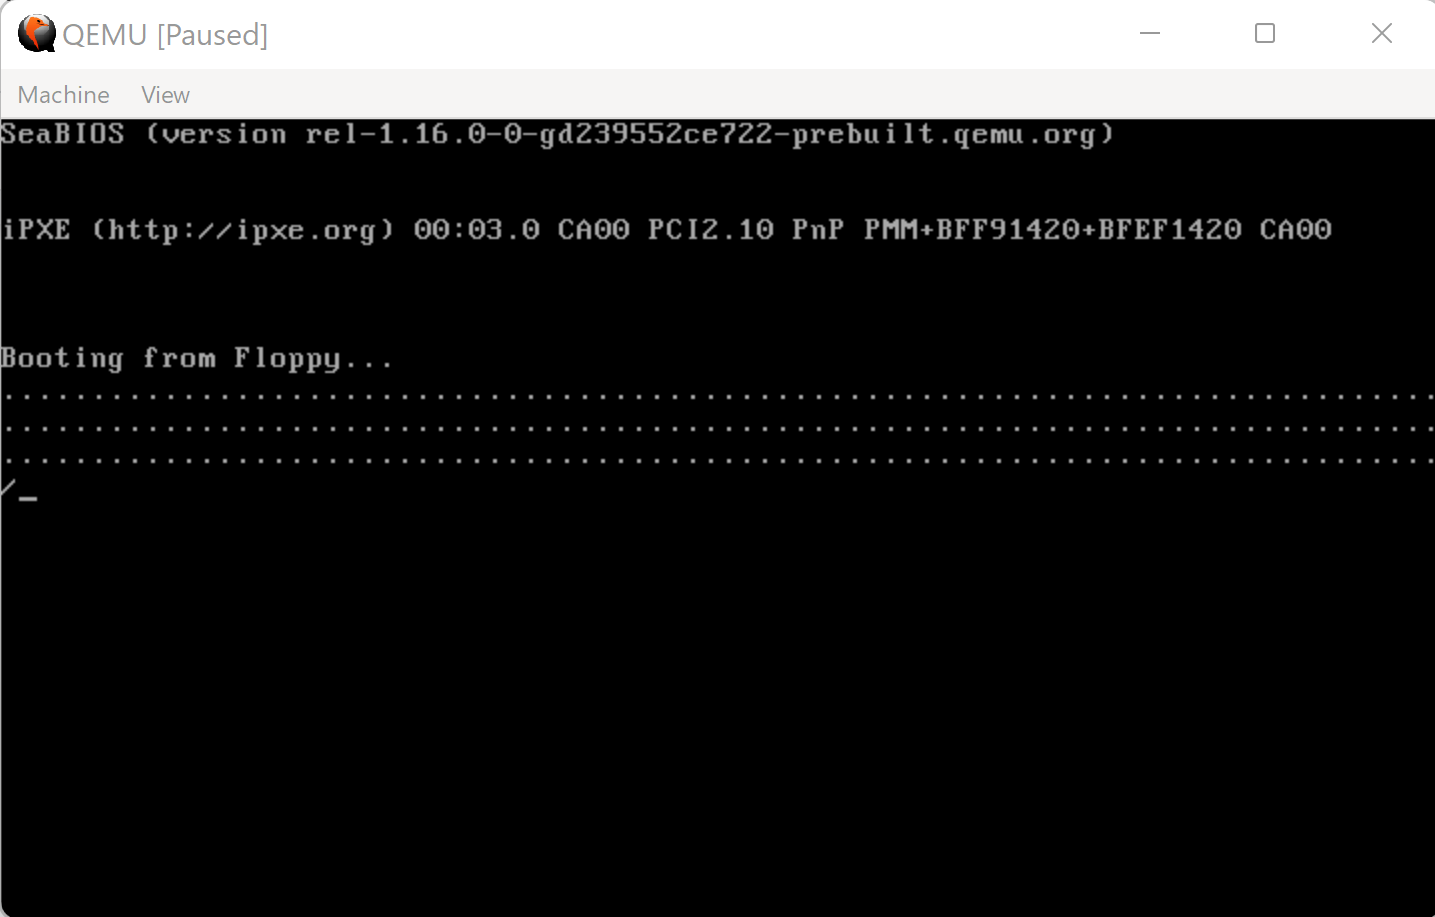 QEMU [Paused]
Machine View
SeaBIOS (version rel-1.16.0-0-gd239552ce722-prebuilt.qemu.org)
iPXE (http://ipxe.org) 00:03.0 CA00 PCI2.10 PnP PMM+BFF91420+BFEF1420 CA00
Booting from Floppy...
................................................................................
................................................................................
................................................................................
/_